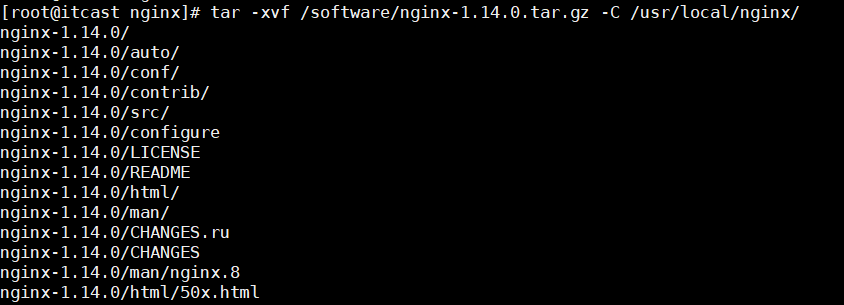 [root@itcast nginx]# tar -xvf /software/nginx-1.14.0.tar.gz -C /usr/local/nginx/
nginx-1.14.0/
nginx-1.14.0/auto/
nginx-1.14.0/conf/
nginx-1.14.0/contrib/
nginx-1.14.0/src/
nginx-1.14.0/configure
nginx-1.14.0/LICENSE
nginx-1.14.0/README
nginx-1.14.0/html/
nginx-1.14.0/man/
nginx-1.14.0/CHANGES.ru
nginx-1.14.0/CHANGES
nginx-1.14.0/man/nginx.8
nginx-1.14.0/html/50x.html